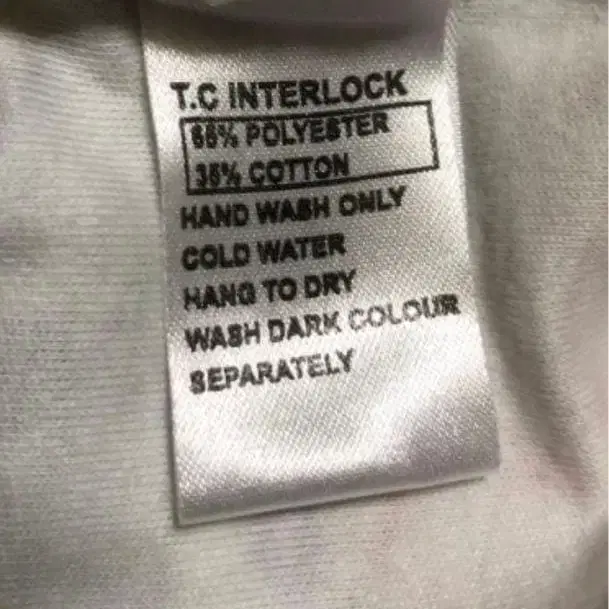 T.C INTERLOCK
65% POLYESTER
35% COTTON
HAND WASH ONLY
COLD WATER
HANG TO DRY
WASH DARK COLOUR
SEPARATELY